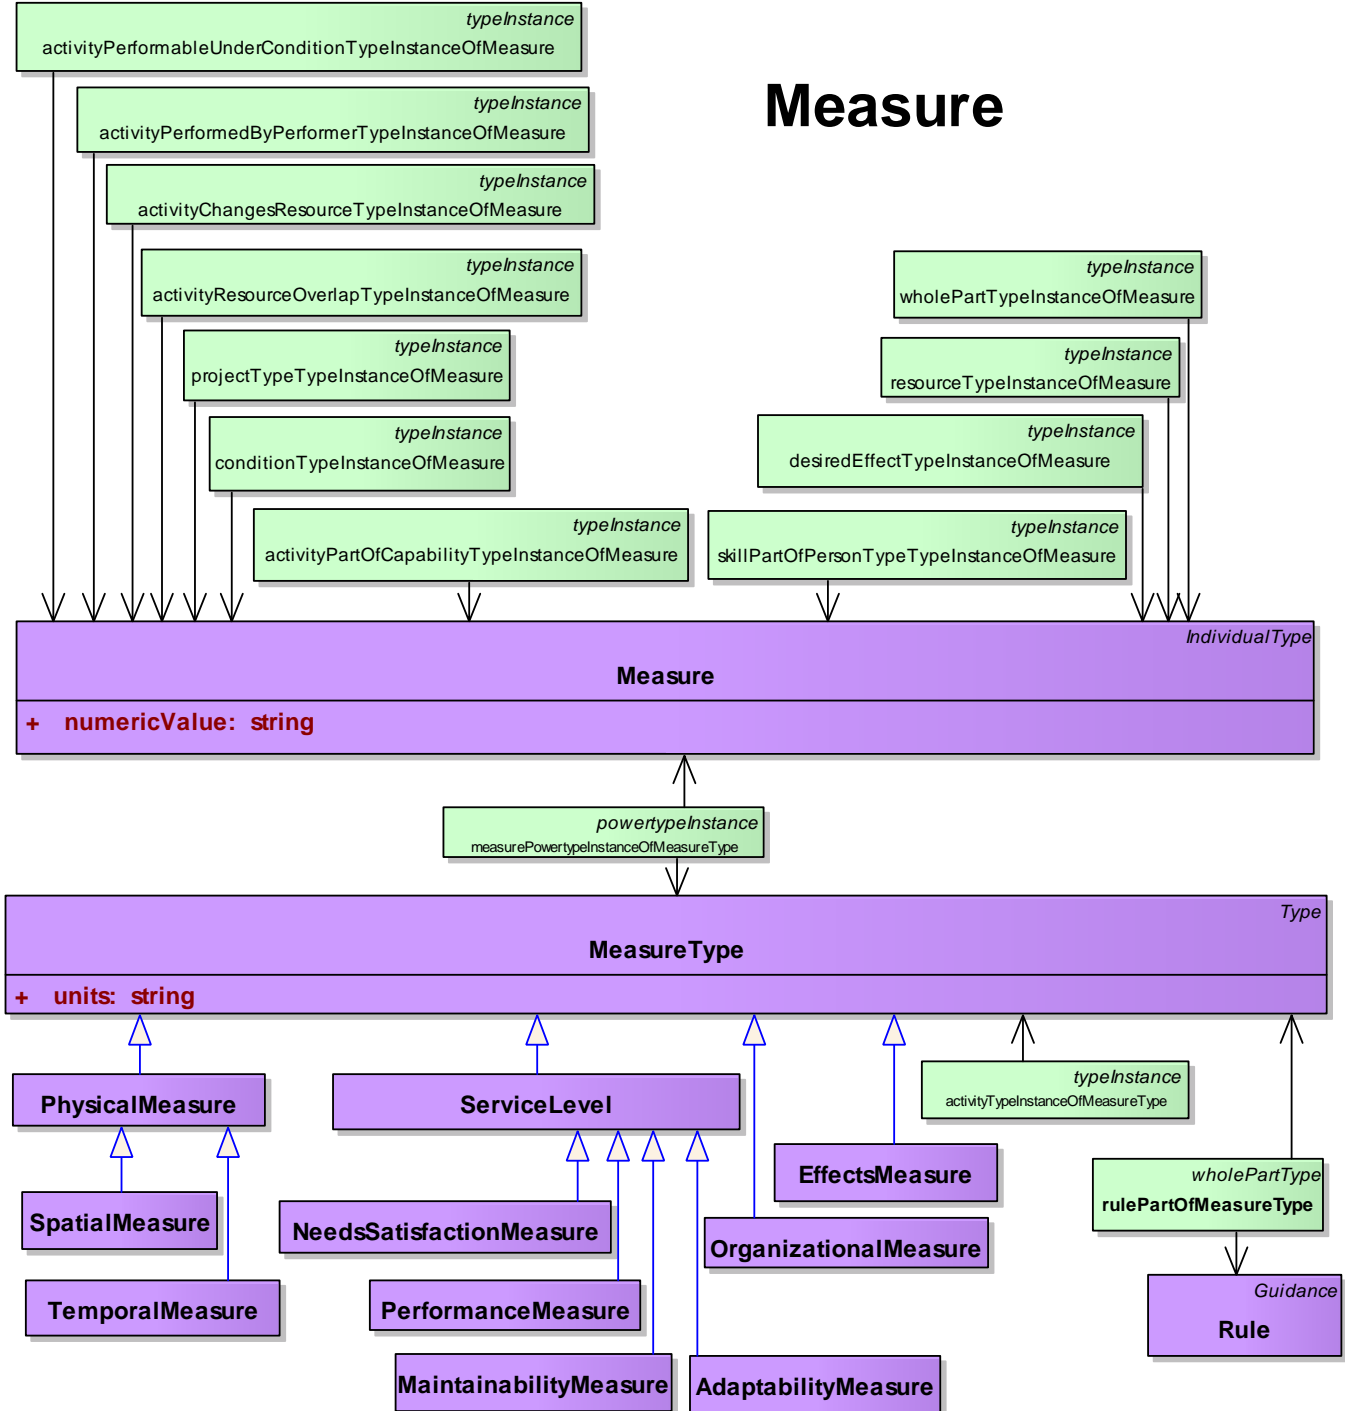 typeInstance
activityPerformableUnderConditionTypeInstanceOfMeasure
Measure
typeInstance
activityPerformedByPerformerTypeInstanceOfMeasure
typeInstance
activityChangesResourceTypeInstanceOfMeasure
typeInstance
activityResourceOverlapTypeInstanceOfMeasure
typeInstance
wholePartTypeInstanceOfMeasure
typeInstance
projectTypeTypeInstanceOfMeasure
typeInstance
resourceTypeInstanceOfMeasure
typeInstance
conditionTypeInstanceOfMeasure
typeInstance
desiredEffectTypeInstanceOfMeasure
typeInstance
activityPartOfCapabilityTypeInstanceOfMeasure
typeInstance
skillPartOfPersonTypeTypeInstanceOfMeasure
IndividualType
Measure
+ numericValue: string
powertypeInstance
measurePowertypeInstanceOfMeasureType
Type
MeasureType
+ units: string
PhysicalMeasure
ServiceLevel
typeInstance
activityTypeInstanceOfMeasureType
EffectsMeasure
wholePartType
rulePartOfMeasureType
SpatialMeasure
NeedsSatisfactionMeasure
OrganizationalMeasure
TemporalMeasure
PerformanceMeasure
Guidance
Rule
MaintainabilityMeasure
AdaptabilityMeasure